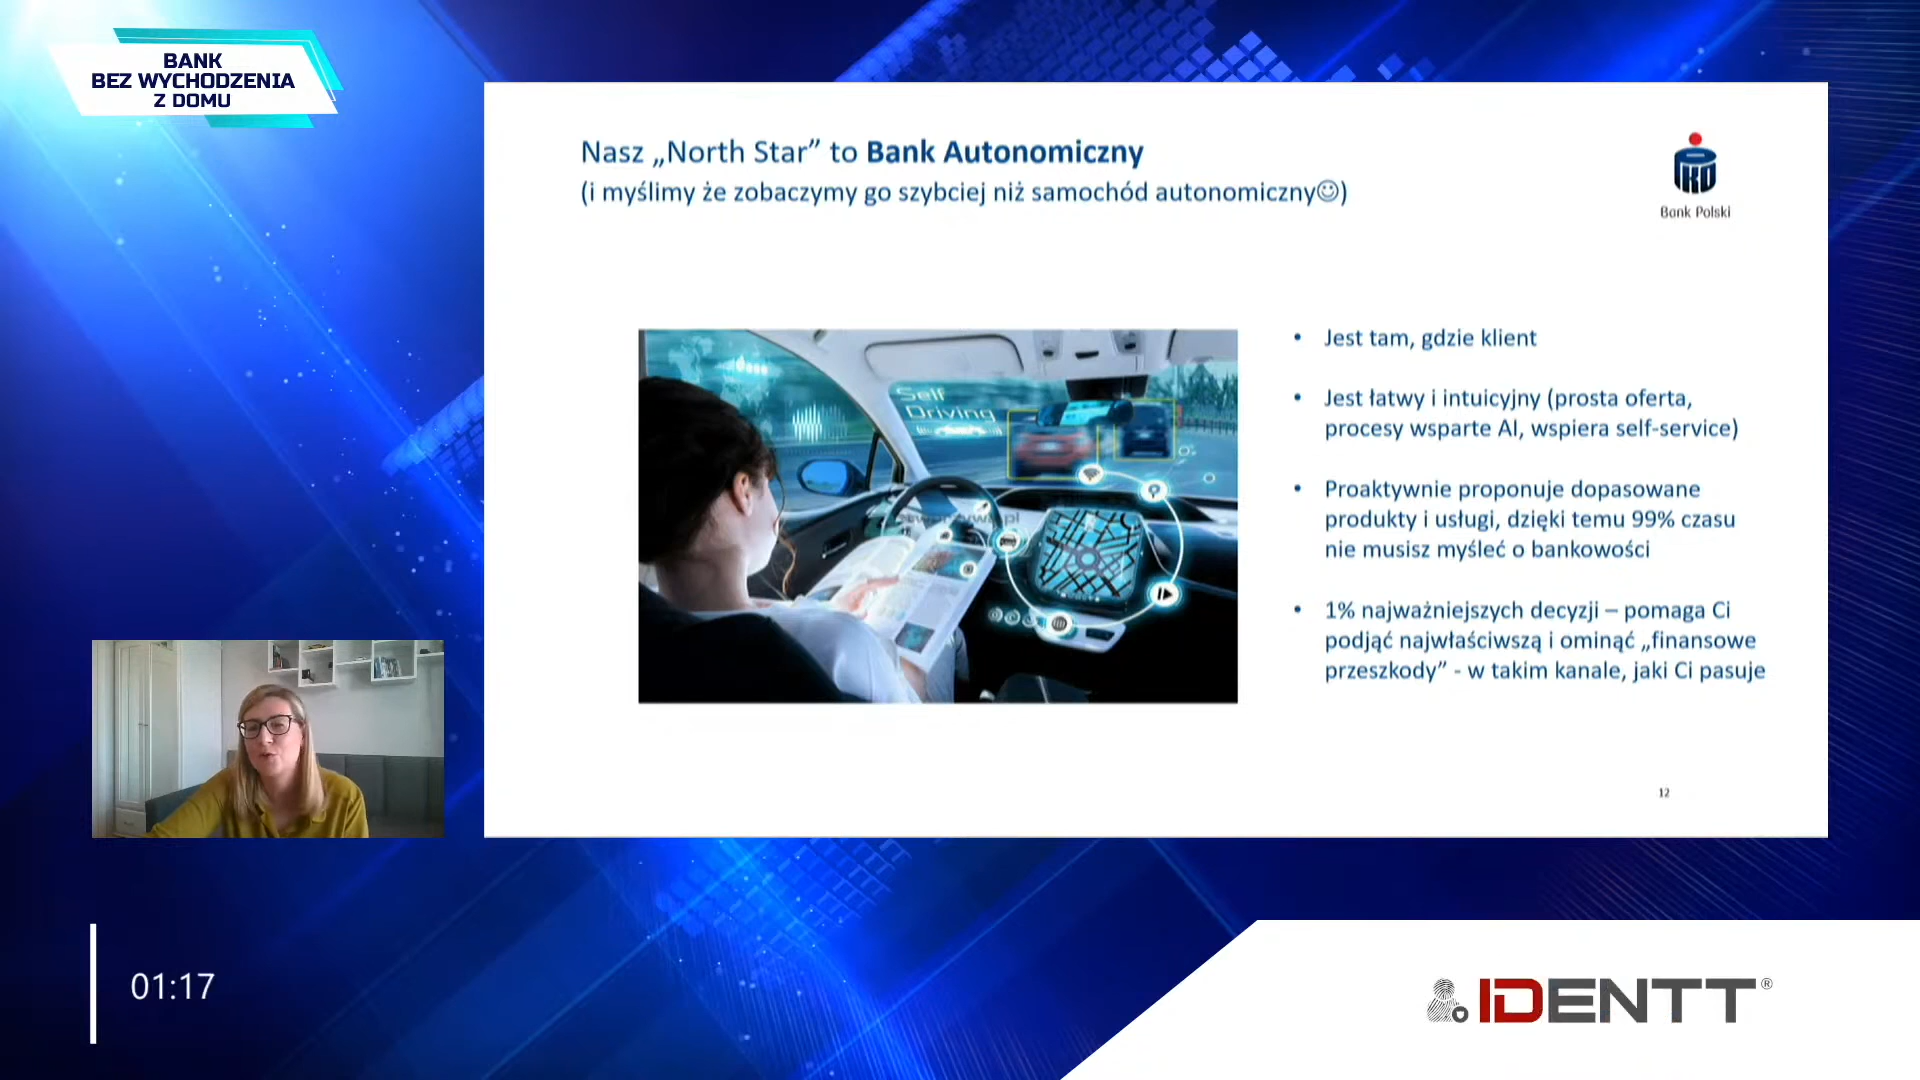 BANK
BEZ WYCHODZENIA
Z DOMU
Nasz „North Star” to Bank Autonomiczny
(i myślimy że zobaczymy go szybciej niż samochód autonomiczny☺)
PKO
Bank Polski
Self
Driving
• Jest tam, gdzie klient
• Jest łatwy i intuicyjny (prosta oferta,
procesy wsparte AI, wspiera self-service)
• Proaktywnie proponuje dopasowane
produkty i usługi, dzięki temu 99% czasu
nie musisz myśleć o bankowości
• 1% najważniejszych decyzji – pomaga Ci
podjąć najwłaściwszą i ominąć „finansowe
przeszkody” - w takim kanale, jaki Ci pasuje
12
01:17
IDENTT®